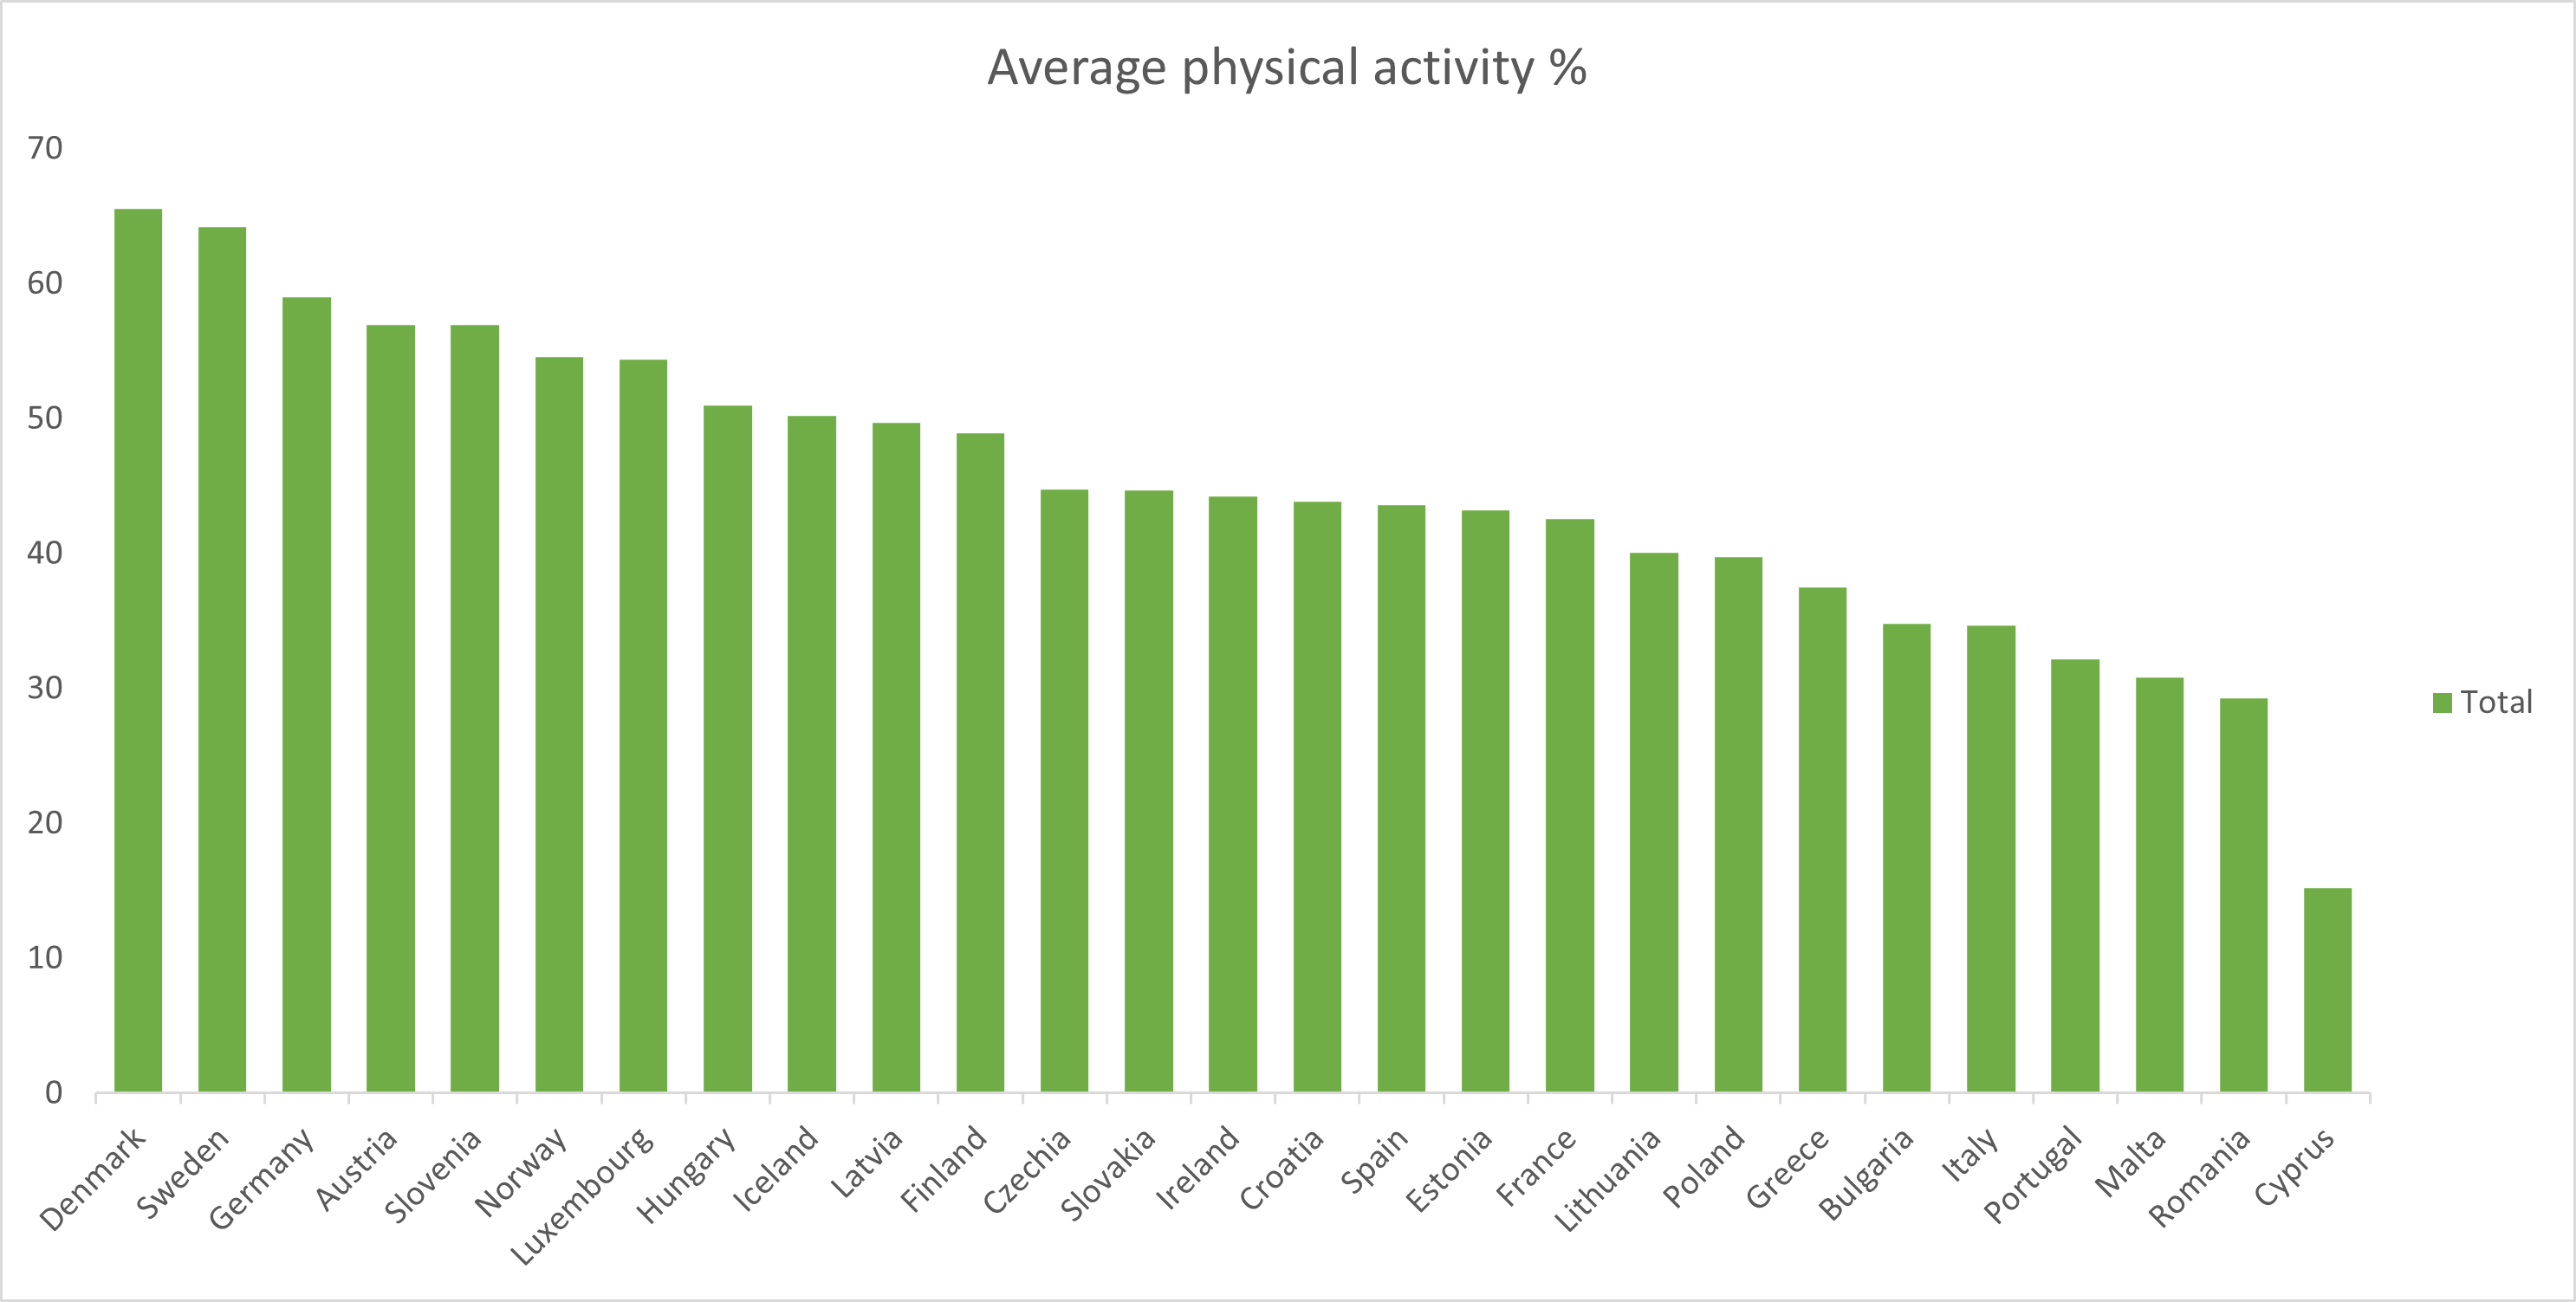 Average physical activity %
70
60
50
40
30
20
10
0
Denmark
Sweden
Germany
Austria
Slovenia
Norway
Luxembourg
Hungary
Iceland
Latvia
Finland
Czechia
Slovakia
Ireland
Croatia
Spain
Estonia
France
Lithuania
Poland
Greece
Bulgaria
Italy
Portugal
Malta
Romania
Cyprus
Total